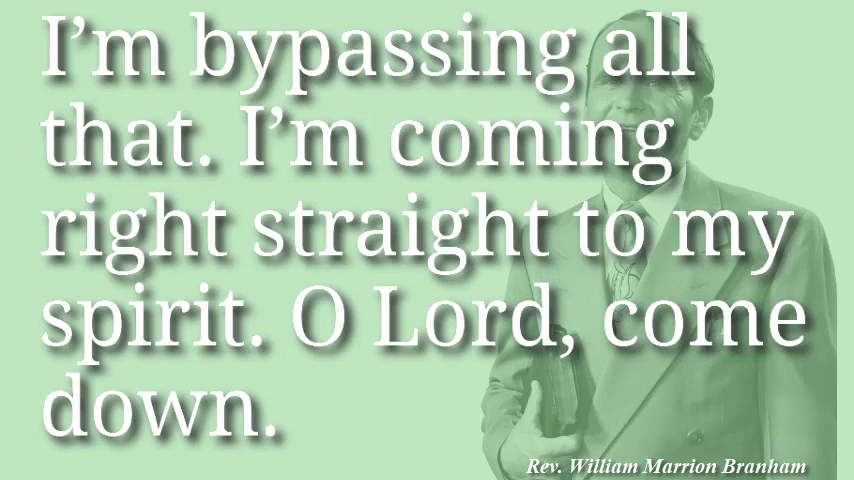 I’m bypassing all
that. I’m coming
right straight to my
spirit. O Lord, come
down.
Rev. William Marrion Branham